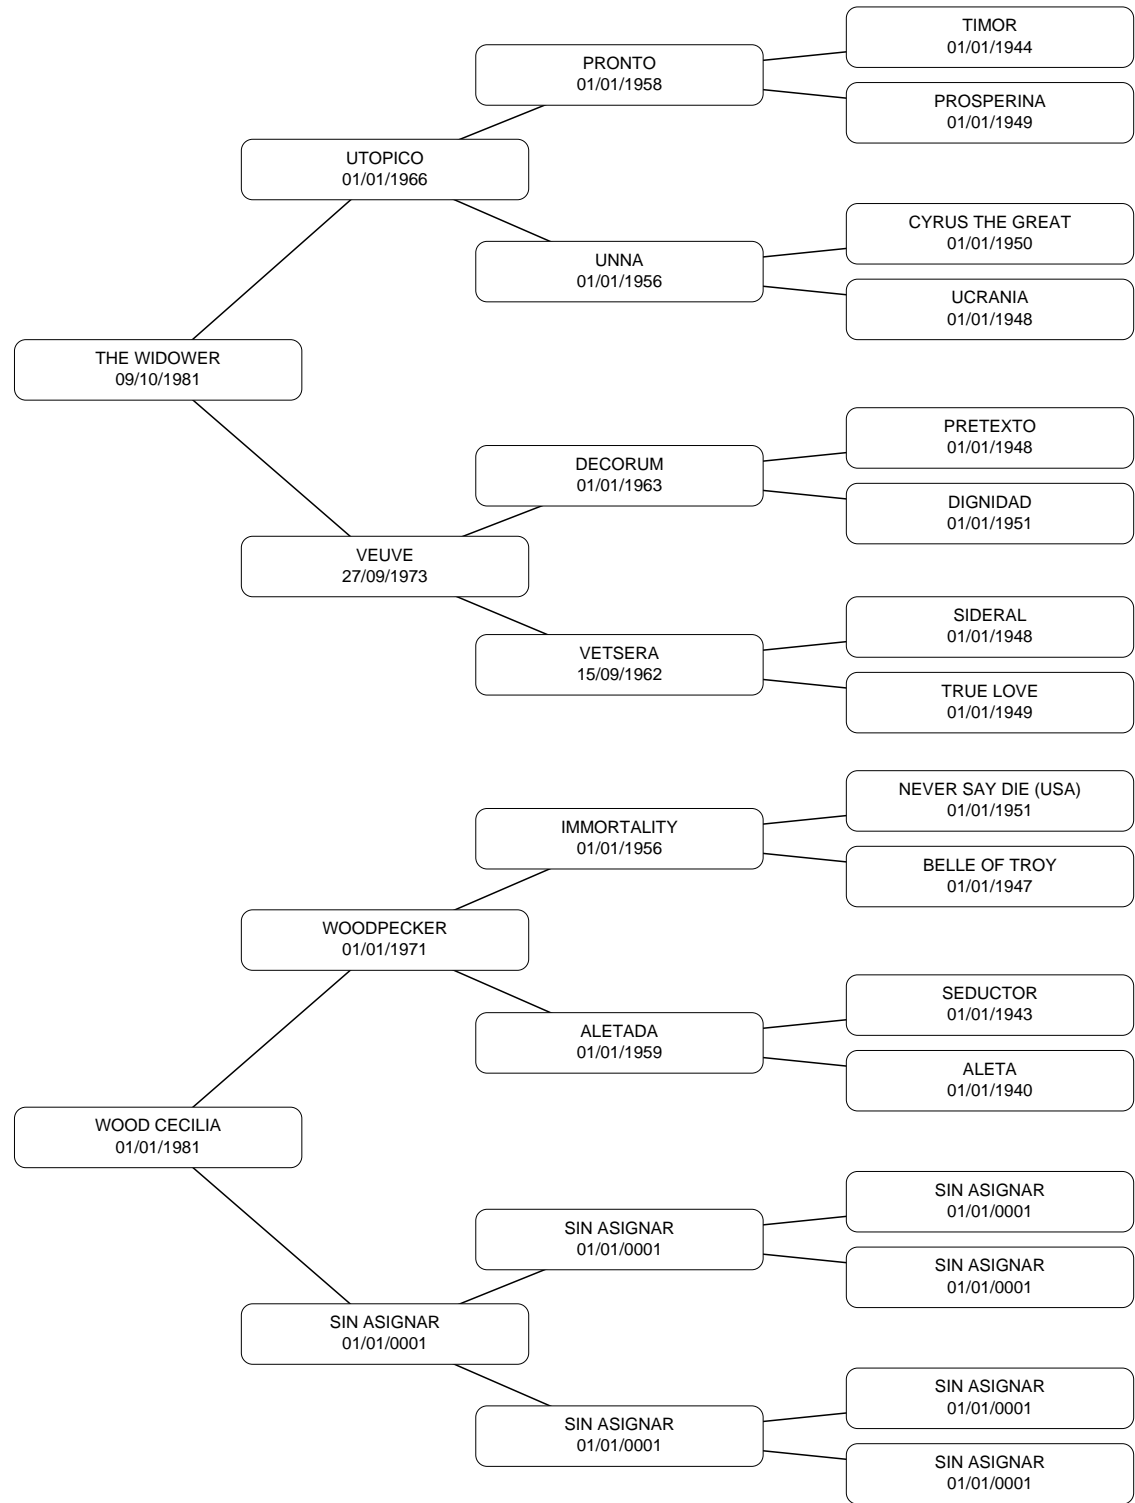 TIMOR
01/01/1944
PRONTO
01/01/1958
PROSPERINA
01/01/1949
UTOPICO
01/01/1966
CYRUS THE GREAT
01/01/1950
UNNA
01/01/1956
UCRANIA
01/01/1948
THE WIDOWER
09/10/1981
PRETEXTO
01/01/1948
DECORUM
01/01/1963
DIGNIDAD
01/01/1951
VEUVE
27/09/1973
SIDERAL
01/01/1948
VETSERA
15/09/1962
TRUE LOVE
01/01/1949
NEVER SAY DIE (USA)
01/01/1951
IMMORTALITY
01/01/1956
BELLE OF TROY
01/01/1947
WOODPECKER
01/01/1971
SEDUCTOR
01/01/1943
ALETADA
01/01/1959
ALETA
01/01/1940
WOOD CECILIA
01/01/1981
SIN ASIGNAR
01/01/0001
SIN ASIGNAR
01/01/0001
SIN ASIGNAR
01/01/0001
SIN ASIGNAR
01/01/0001
SIN ASIGNAR
01/01/0001
SIN ASIGNAR
01/01/0001
SIN ASIGNAR
01/01/0001